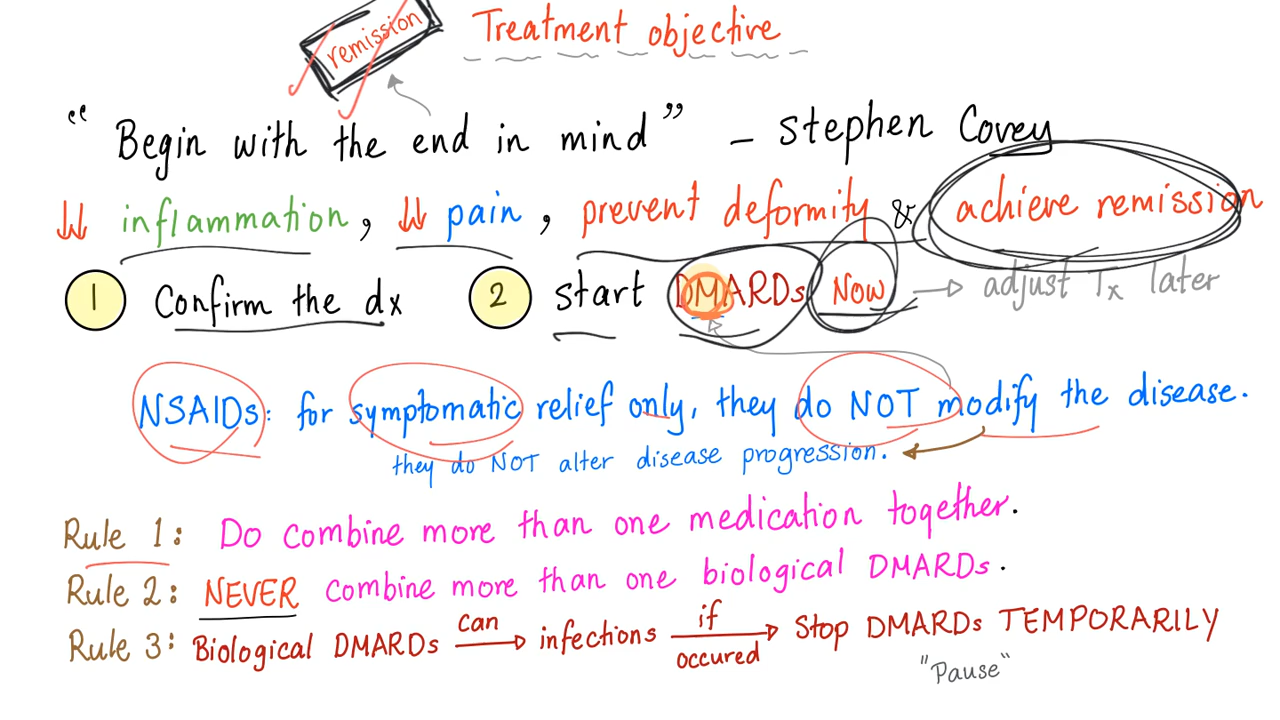 remission
Treatment objective
“ Begin with the end in mind ” – Stephen Covey
↓↓ inflammation, ↓↓ pain, prevent deformity & achieve remission
1 Confirm the dx 2 start DMARDs Now → adjust Tx later
NSAIDs: for symptomatic relief only, they do NOT modify the disease.
they do NOT alter disease progression.
Rule 1: Do combine more than one medication together.
Rule 2: NEVER combine more than one biological DMARDs.
Rule 3: Biological DMARDs can → infections if occured → Stop DMARDs TEMPORARILY
"Pause"